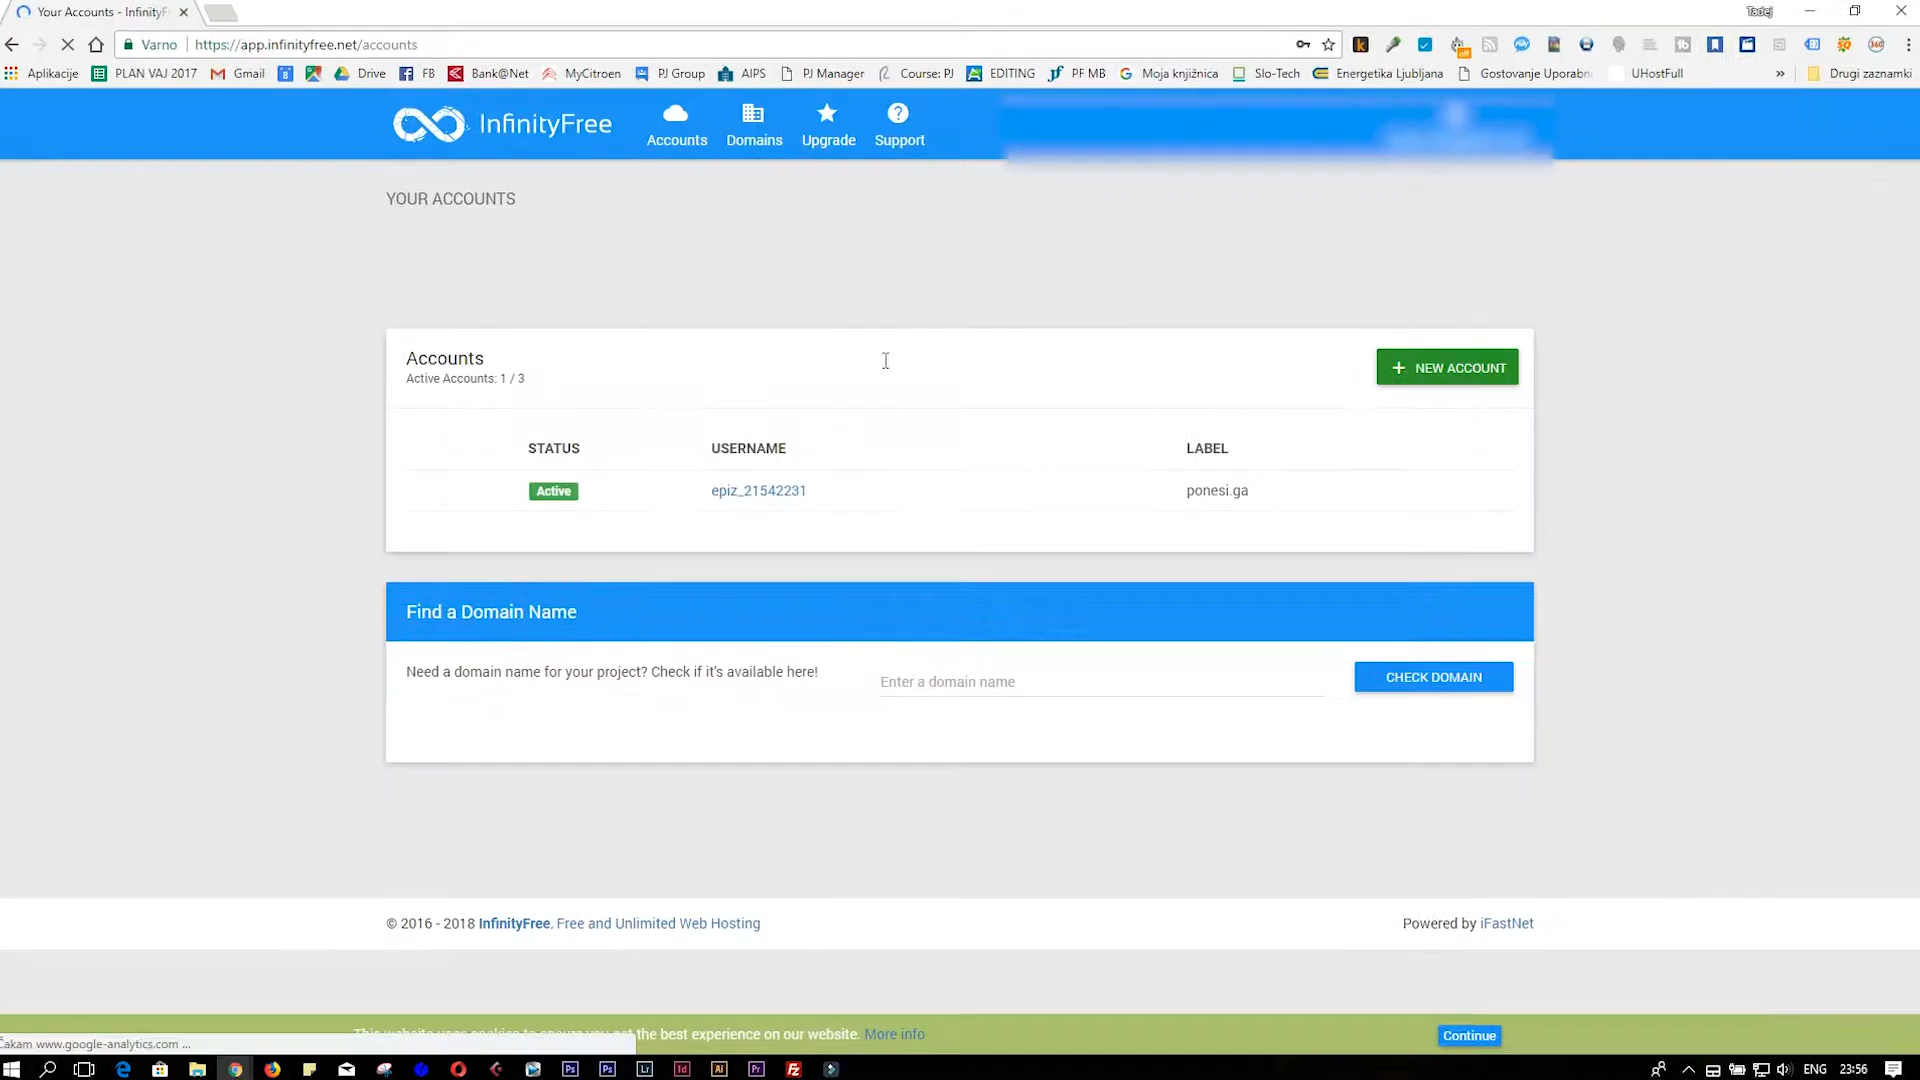 Your Accounts - InfinityF
Tadej
Varno
https://app.infinityfree.net/accounts
Aplikacije
PLAN VAJ 2017
Gmail
Drive
FB
Bank@Net
MyCitroen
PJ Group
AIPS
PJ Manager
Course: PJ
EDITING
PF MB
Moja knjižnica
Slo-Tech
Energetika Ljubljana
Gostovanje Uporabni
UHostFull
»
Drugi zaznamki
InfinityFree
Accounts
Domains
Upgrade
Support
YOUR ACCOUNTS
Accounts
Active Accounts: 1 / 3
+ NEW ACCOUNT
STATUS USERNAME LABEL
Active epiz_21542231 ponesi.ga
Find a Domain Name
Need a domain name for your project? Check if it's available here!
Enter a domain name
CHECK DOMAIN
© 2016 - 2018 InfinityFree. Free and Unlimited Web Hosting
Powered by iFastNet
This website uses cookies to ensure you get the best experience on our website. More info
Continue
Čakam www.google-analytics.com ...
ENG
23:56